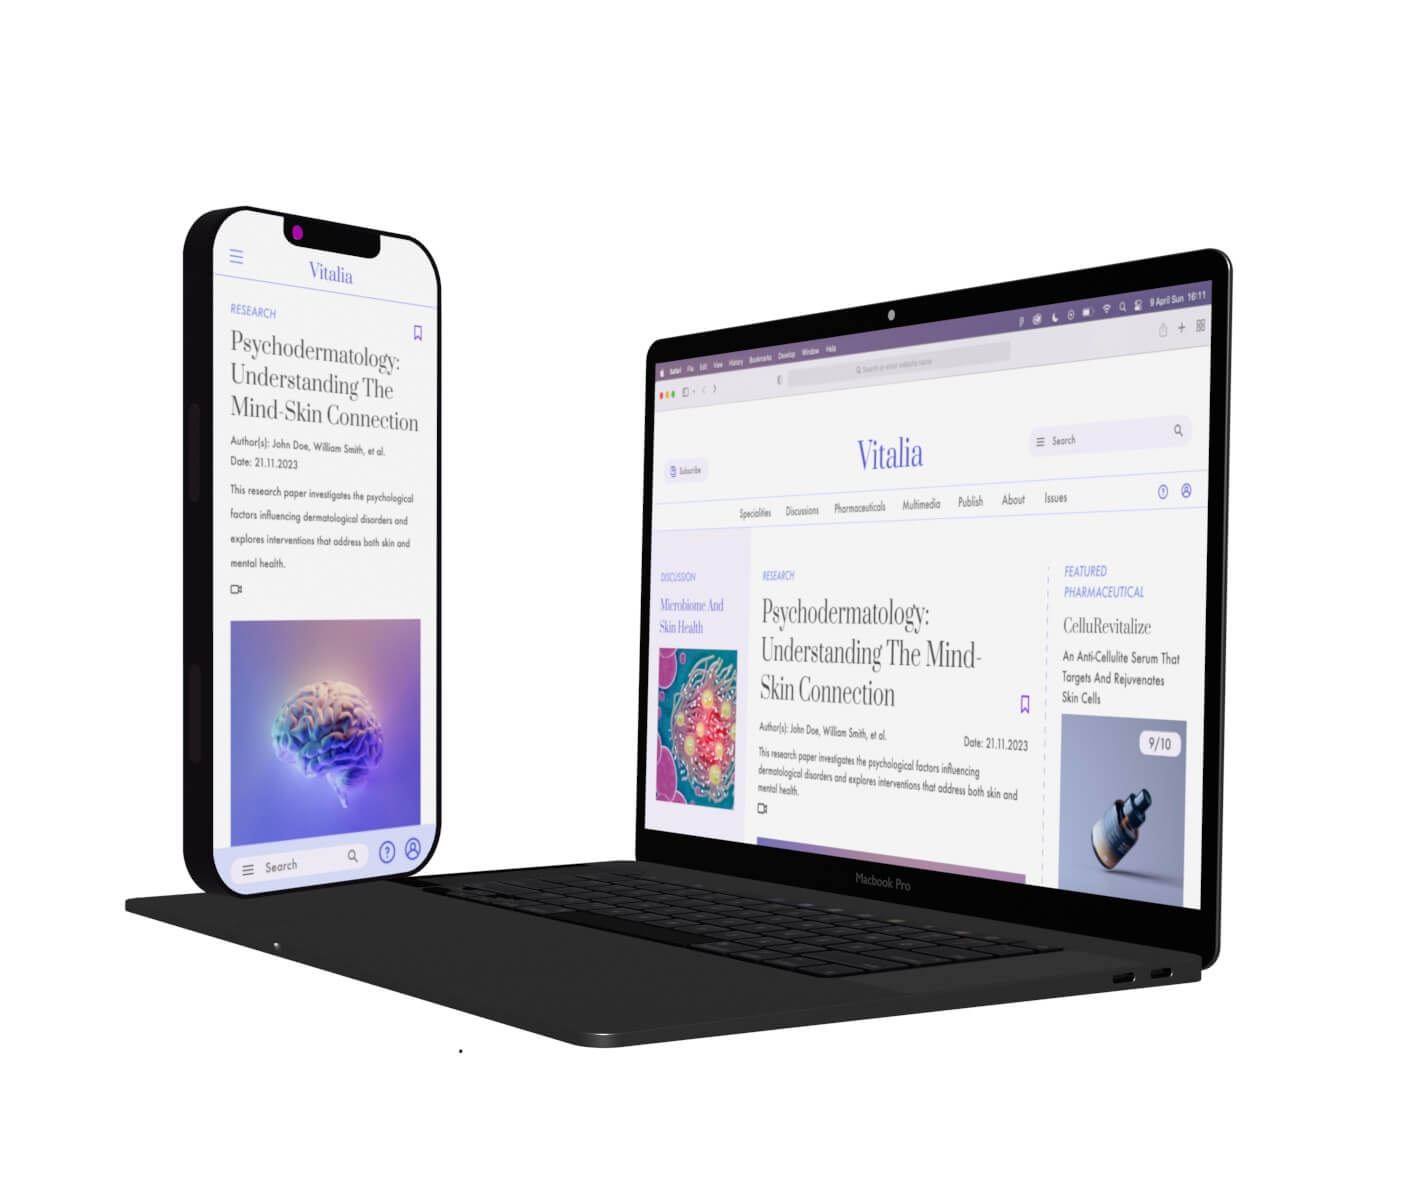 Vitalia
RESEARCH
Psychodermatology:
Understanding The
Mind-Skin Connection
Author(s): John Doe, William Smith, et al.
Date: 21.11.2023
This research paper investigates the psychological
factors influencing dermatological disorders and
explores interventions that address both skin and
mental health.
Search
Safari File Edit View History Bookmarks Develop Window Help
9 April Sun 16:11
Search or enter website name
Subscribe
Vitalia
Search
Specialities Discussions Pharmaceuticals Multimedia Publish About Issues
DISCUSSION
Microbiome And
Skin Health
RESEARCH
Psychodermatology:
Understanding The Mind-
Skin Connection
Author(s): John Doe, William Smith, et al.
Date: 21.11.2023
This research paper investigates the psychological factors influencing
dermatological disorders and explores interventions that address both skin and
mental health.
FEATURED
PHARMACEUTICAL
CelluRevitalize
An Anti-Cellulite Serum That
Targets And Rejuvenates
Skin Cells
9/10
Macbook Pro